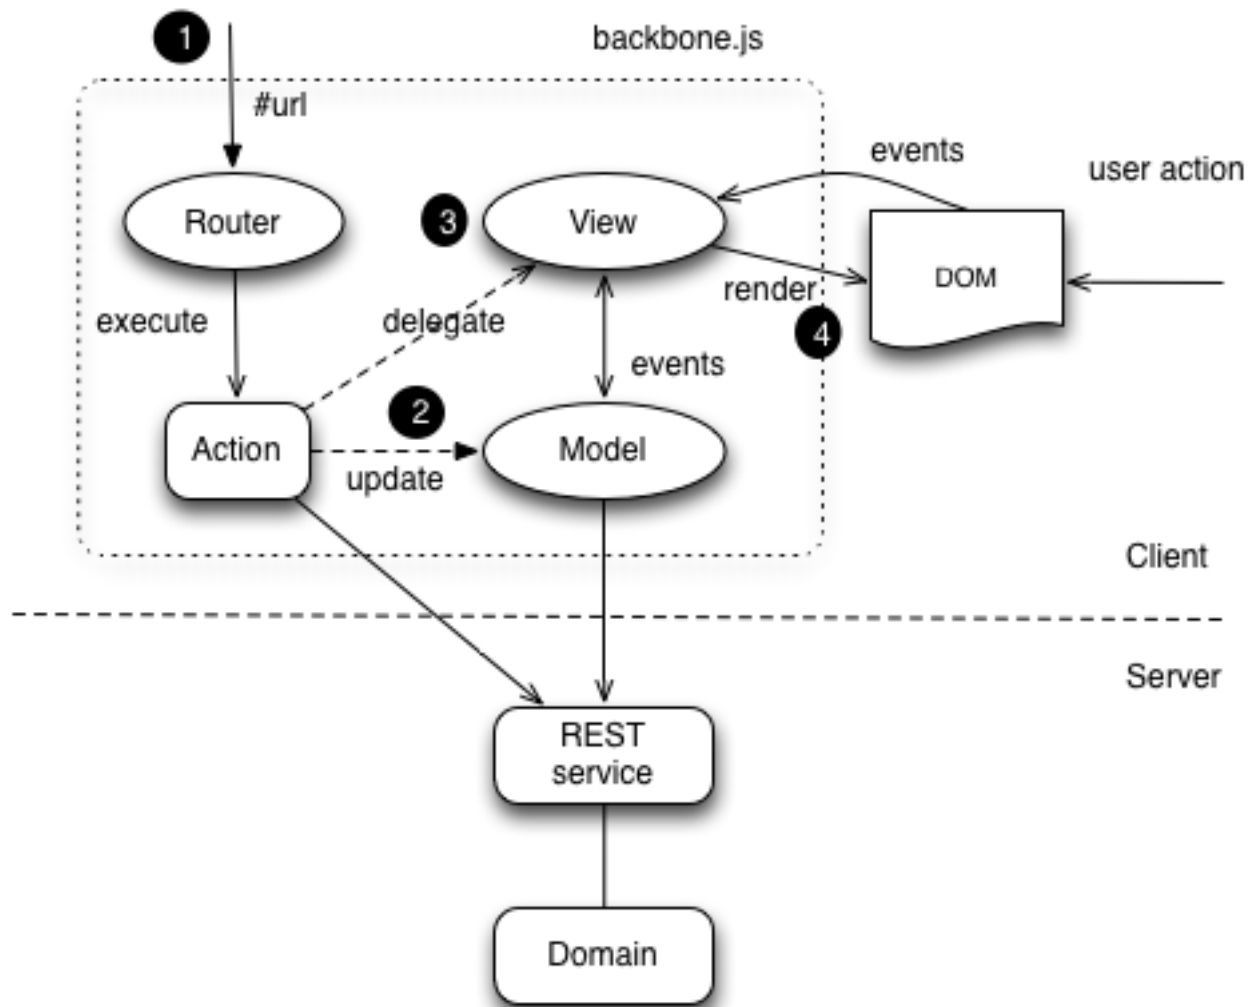 1
backbone.js
#url
events
user action
Router
3
View
DOM
execute
delegate
render
4
events
2
Action
update
Model
Client
Server
REST
service
Domain